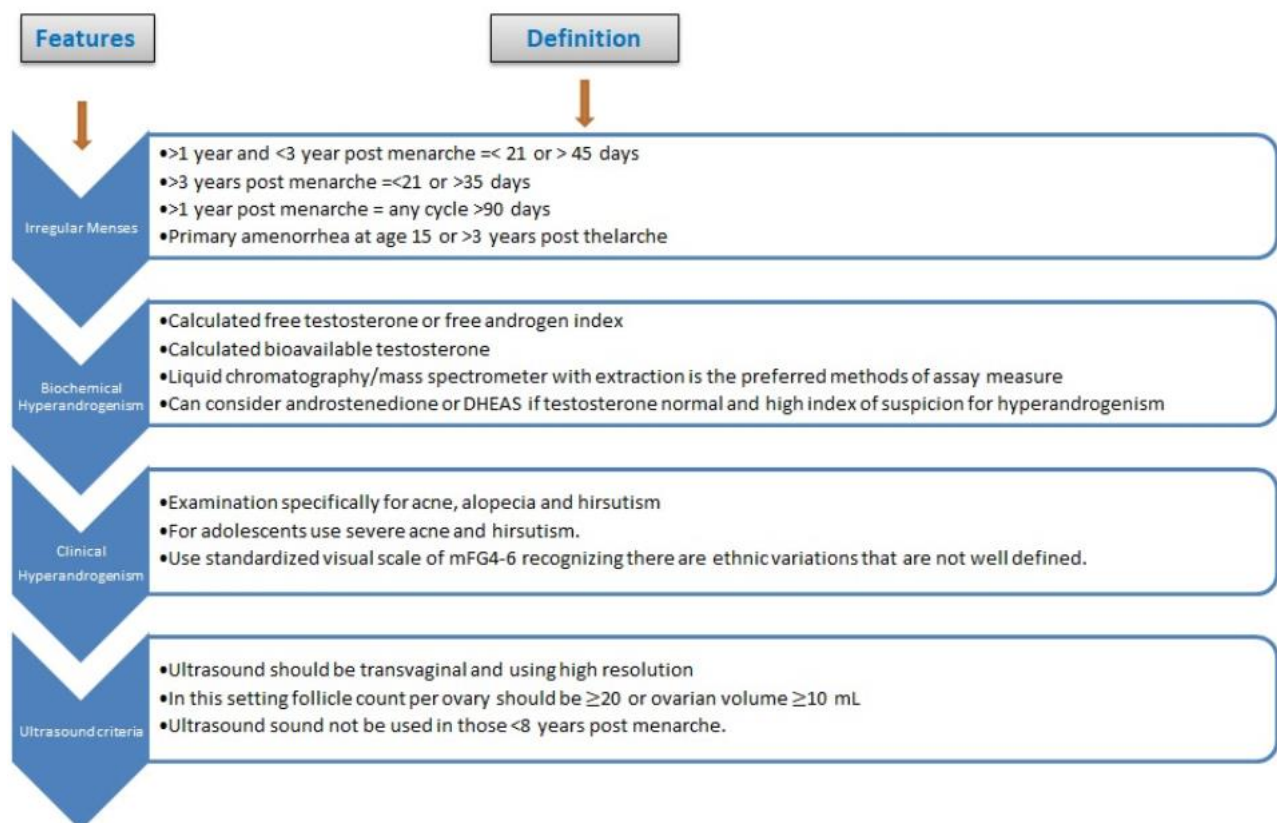 Features
Definition
Irregular Menses
•>1 year and <3 year post menarche =< 21 or > 45 days
•>3 years post menarche =<21 or >35 days
•>1 year post menarche = any cycle >90 days
•Primary amenorrhea at age 15 or >3 years post thelarche
Biochemical
Hyperandrogenism
•Calculated free testosterone or free androgen index
•Calculated bioavailable testosterone
•Liquid chromatography/mass spectrometer with extraction is the preferred methods of assay measure
•Can consider androstenedione or DHEAS if testosterone normal and high index of suspicion for hyperandrogenism
Clinical
Hyperandrogenism
•Examination specifically for acne, alopecia and hirsutism
•For adolescents use severe acne and hirsutism.
•Use standardized visual scale of mFG4-6 recognizing there are ethnic variations that are not well defined.
Ultrasound criteria
•Ultrasound should be transvaginal and using high resolution
•In this setting follicle count per ovary should be ≥20 or ovarian volume ≥10 mL
•Ultrasound sound not be used in those <8 years post menarche.